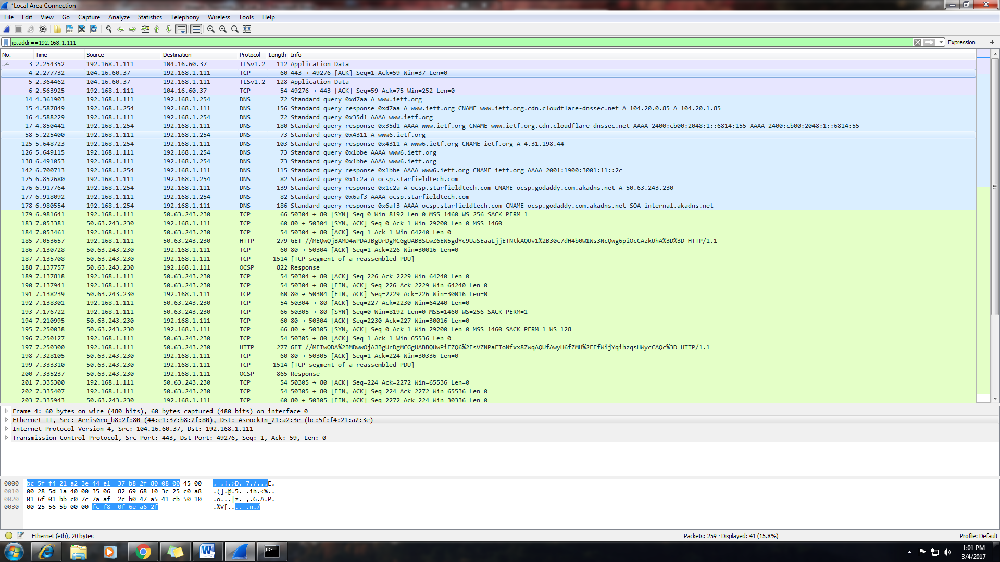 *Local Area Connection
File Edit View Go Capture Analyze Statistics Telephony Wireless Tools Help
ip.addr==192.168.1.111 Expression... +
No. Time Source Destination Protocol Length Info
3 2.254352 192.168.1.111 104.16.60.37 TLSv1.2 112 Application Data
4 2.277732 104.16.60.37 192.168.1.111 TCP 60 443 → 49276 [ACK] Seq=1 Ack=59 Win=37 Len=0
5 2.364462 104.16.60.37 192.168.1.111 TLSv1.2 128 Application Data
6 2.563925 192.168.1.111 104.16.60.37 TCP 54 49276 → 443 [ACK] Seq=59 Ack=75 Win=252 Len=0
14 4.361903 192.168.1.111 192.168.1.254 DNS 72 Standard query 0xd7aa A www.ietf.org
15 4.587849 192.168.1.254 192.168.1.111 DNS 156 Standard query response 0xd7aa A www.ietf.org CNAME www.ietf.org.cdn.cloudflare-dnssec.net A 104.20.0.85 A 104.20.1.85
16 4.588229 192.168.1.111 192.168.1.254 DNS 72 Standard query 0x35d1 AAAA www.ietf.org
17 4.850441 192.168.1.254 192.168.1.111 DNS 180 Standard query response 0x35d1 AAAA www.ietf.org CNAME www.ietf.org.cdn.cloudflare-dnssec.net AAAA 2400:cb00:2048:1::6814:155 AAAA 2400:cb00:2048:1::6814:55
58 5.225400 192.168.1.111 192.168.1.254 DNS 73 Standard query 0x4311 A www6.ietf.org
125 5.648723 192.168.1.254 192.168.1.111 DNS 103 Standard query response 0x4311 A www6.ietf.org CNAME ietf.org A 4.31.198.44
126 5.649115 192.168.1.111 192.168.1.254 DNS 73 Standard query 0x1bbe AAAA www6.ietf.org
138 6.491053 192.168.1.111 192.168.1.254 DNS 73 Standard query 0x1bbe AAAA www6.ietf.org
142 6.700713 192.168.1.254 192.168.1.111 DNS 115 Standard query response 0x1bbe AAAA www6.ietf.org CNAME ietf.org AAAA 2001:1900:3001:11::2c
175 6.852680 192.168.1.111 192.168.1.254 DNS 82 Standard query 0x1c2a A ocsp.starfieldtech.com
176 6.917764 192.168.1.254 192.168.1.111 DNS 139 Standard query response 0x1c2a A ocsp.starfieldtech.com CNAME ocsp.godaddy.com.akadns.net A 50.63.243.230
177 6.918092 192.168.1.111 192.168.1.254 DNS 82 Standard query 0x6af3 AAAA ocsp.starfieldtech.com
178 6.980554 192.168.1.254 192.168.1.111 DNS 186 Standard query response 0x6af3 AAAA ocsp.starfieldtech.com CNAME ocsp.godaddy.com.akadns.net SOA internal.akadns.net
179 6.981641 192.168.1.111 50.63.243.230 TCP 66 50304 → 80 [SYN] Seq=0 Win=8192 Len=0 MSS=1460 WS=256 SACK_PERM=1
183 7.053381 50.63.243.230 192.168.1.111 TCP 60 80 → 50304 [SYN, ACK] Seq=0 Ack=1 Win=29200 Len=0 MSS=1460
184 7.053461 192.168.1.111 50.63.243.230 TCP 54 50304 → 80 [ACK] Seq=1 Ack=1 Win=64240 Len=0
185 7.053657 192.168.1.111 50.63.243.230 HTTP 279 GET //MEQwQjBAMD4wPDAJBgUrDgMCGgUABBSLwZ6EW5gdYc9UaSEaaLjjETNtkAQUv1%2B30c7dH4b0W1Ws3NcQwg6piOcCAzkUhA%3D%3D HTTP/1.1
186 7.130728 50.63.243.230 192.168.1.111 TCP 60 80 → 50304 [ACK] Seq=1 Ack=226 Win=30016 Len=0
187 7.135708 50.63.243.230 192.168.1.111 TCP 1514 [TCP segment of a reassembled PDU]
188 7.137757 50.63.243.230 192.168.1.111 OCSP 822 Response
189 7.137818 192.168.1.111 50.63.243.230 TCP 54 50304 → 80 [ACK] Seq=226 Ack=2229 Win=64240 Len=0
190 7.137941 192.168.1.111 50.63.243.230 TCP 54 50304 → 80 [FIN, ACK] Seq=226 Ack=2229 Win=64240 Len=0
191 7.138239 50.63.243.230 192.168.1.111 TCP 60 80 → 50304 [FIN, ACK] Seq=2229 Ack=226 Win=30016 Len=0
192 7.138301 192.168.1.111 50.63.243.230 TCP 54 50304 → 80 [ACK] Seq=227 Ack=2230 Win=64240 Len=0
193 7.176722 192.168.1.111 50.63.243.230 TCP 66 50305 → 80 [SYN] Seq=0 Win=8192 Len=0 MSS=1460 WS=256 SACK_PERM=1
194 7.210995 50.63.243.230 192.168.1.111 TCP 60 80 → 50304 [ACK] Seq=2230 Ack=227 Win=30016 Len=0
195 7.250038 50.63.243.230 192.168.1.111 TCP 66 80 → 50305 [SYN, ACK] Seq=0 Ack=1 Win=29200 Len=0 MSS=1460 SACK_PERM=1 WS=128
196 7.250127 192.168.1.111 50.63.243.230 TCP 54 50305 → 80 [ACK] Seq=1 Ack=1 Win=65536 Len=0
197 7.250300 192.168.1.111 50.63.243.230 HTTP 277 GET //MEIwQDA%2BMDwwOjAJBgUrDgMCGgUABBQUwPiEZQ6%2FsVZNPaFToNfxx8ZwqAQUfAwyH6fZMH%2FEfWijYqihzqsHWycCAQc%3D HTTP/1.1
198 7.328105 50.63.243.230 192.168.1.111 TCP 60 80 → 50305 [ACK] Seq=1 Ack=224 Win=30336 Len=0
199 7.333310 50.63.243.230 192.168.1.111 TCP 1514 [TCP segment of a reassembled PDU]
200 7.335237 50.63.243.230 192.168.1.111 OCSP 865 Response
201 7.335300 192.168.1.111 50.63.243.230 TCP 54 50305 → 80 [ACK] Seq=224 Ack=2272 Win=65536 Len=0
202 7.335407 192.168.1.111 50.63.243.230 TCP 54 50305 → 80 [FIN, ACK] Seq=224 Ack=2272 Win=65536 Len=0
203 7.335943 50.63.243.230 192.168.1.111 TCP 60 80 → 50305 [FIN, ACK] Seq=2272 Ack=224 Win=30336 Len=0
Frame 4: 60 bytes on wire (480 bits), 60 bytes captured (480 bits) on interface 0
Ethernet II, Src: ArrisGro_b8:2f:80 (44:e1:37:b8:2f:80), Dst: AsrockIn_21:a2:3e (bc:5f:f4:21:a2:3e)
Internet Protocol Version 4, Src: 104.16.60.37, Dst: 192.168.1.111
Transmission Control Protocol, Src Port: 443, Dst Port: 49276, Seq: 1, Ack: 59, Len: 0
0000 bc 5f f4 21 a2 3e 44 e1 37 b8 2f 80 08 00 45 00 ._.!.>D. 7./...E.
0010 00 28 5d 1a 40 00 35 06 82 69 68 10 3c 25 c0 a8 .(].@.5. .ih.<%..
0020 01 6f 01 bb c0 7c 7a af 2c b0 47 a5 41 cb 50 10 .o...|z. ,.G.A.P.
0030 00 25 56 5b 00 00 fc f8 0f 6e a6 2f .%V[.... .n./
Ethernet (eth), 20 bytes Packets: 259 · Displayed: 41 (15.8%) Profile: Default
1:01 PM
3/4/2017